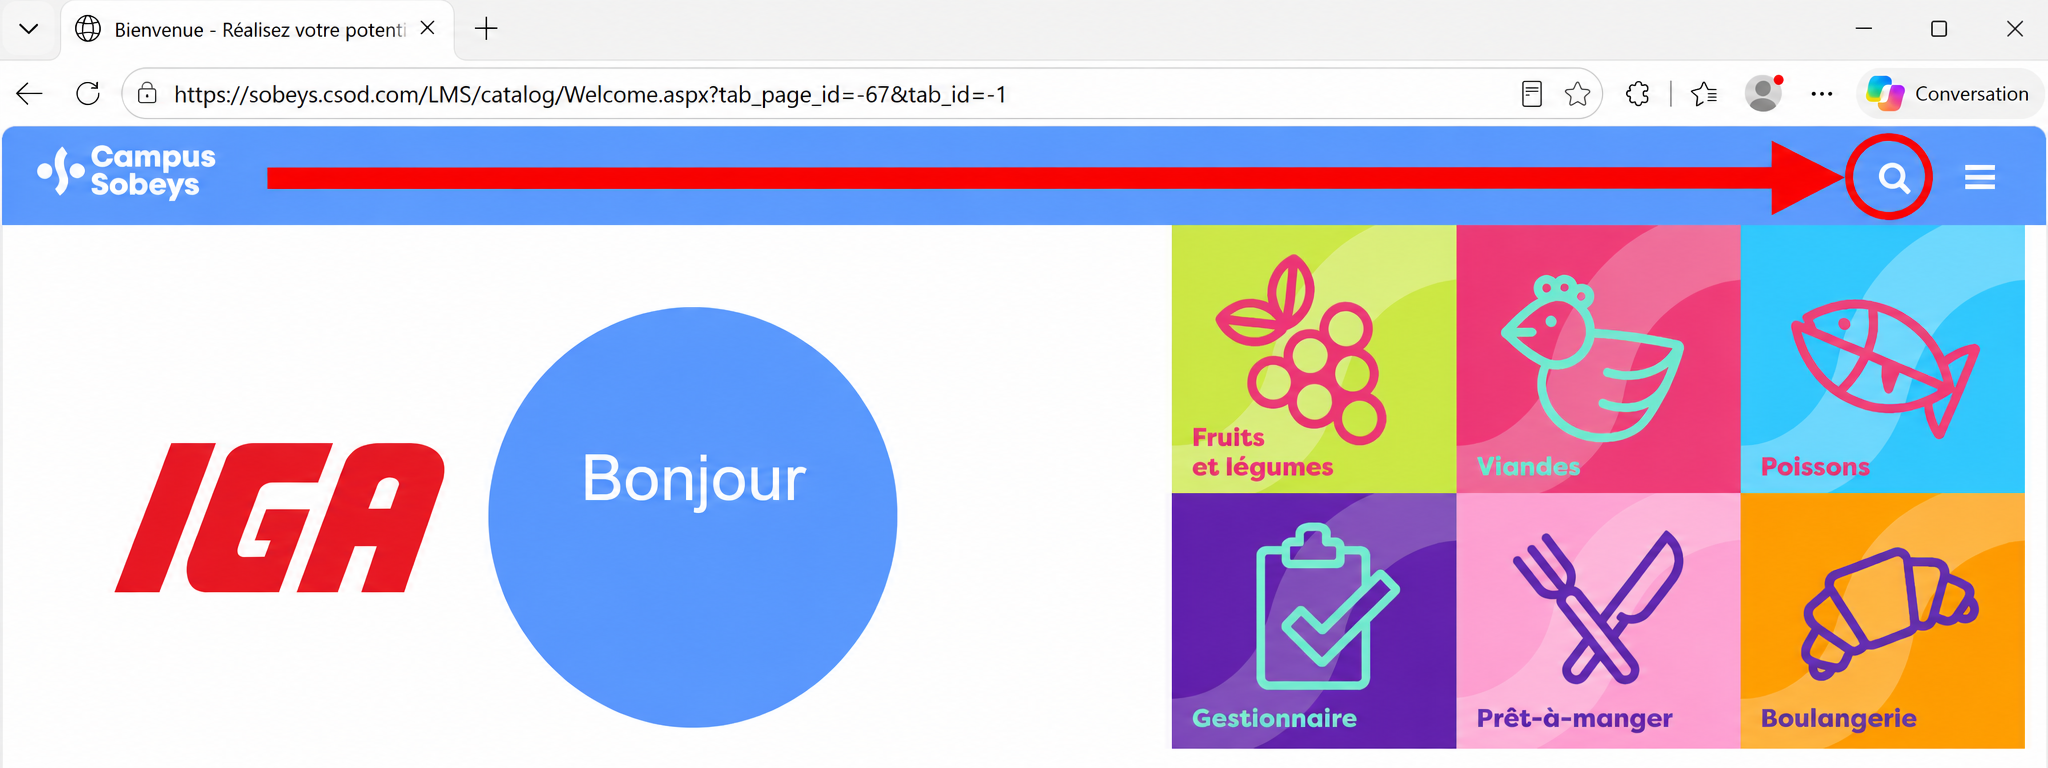 Bienvenue - Réalisez votre potenti
https://sobeys.csod.com/LMS/catalog/Welcome.aspx?tab_page_id=-67&tab_id=-1
Conversation
Campus
Sobeys
IGA
Bonjour
Fruits
et légumes
Viandes
Poissons
Gestionnaire
Prêt-à-manger
Boulangerie